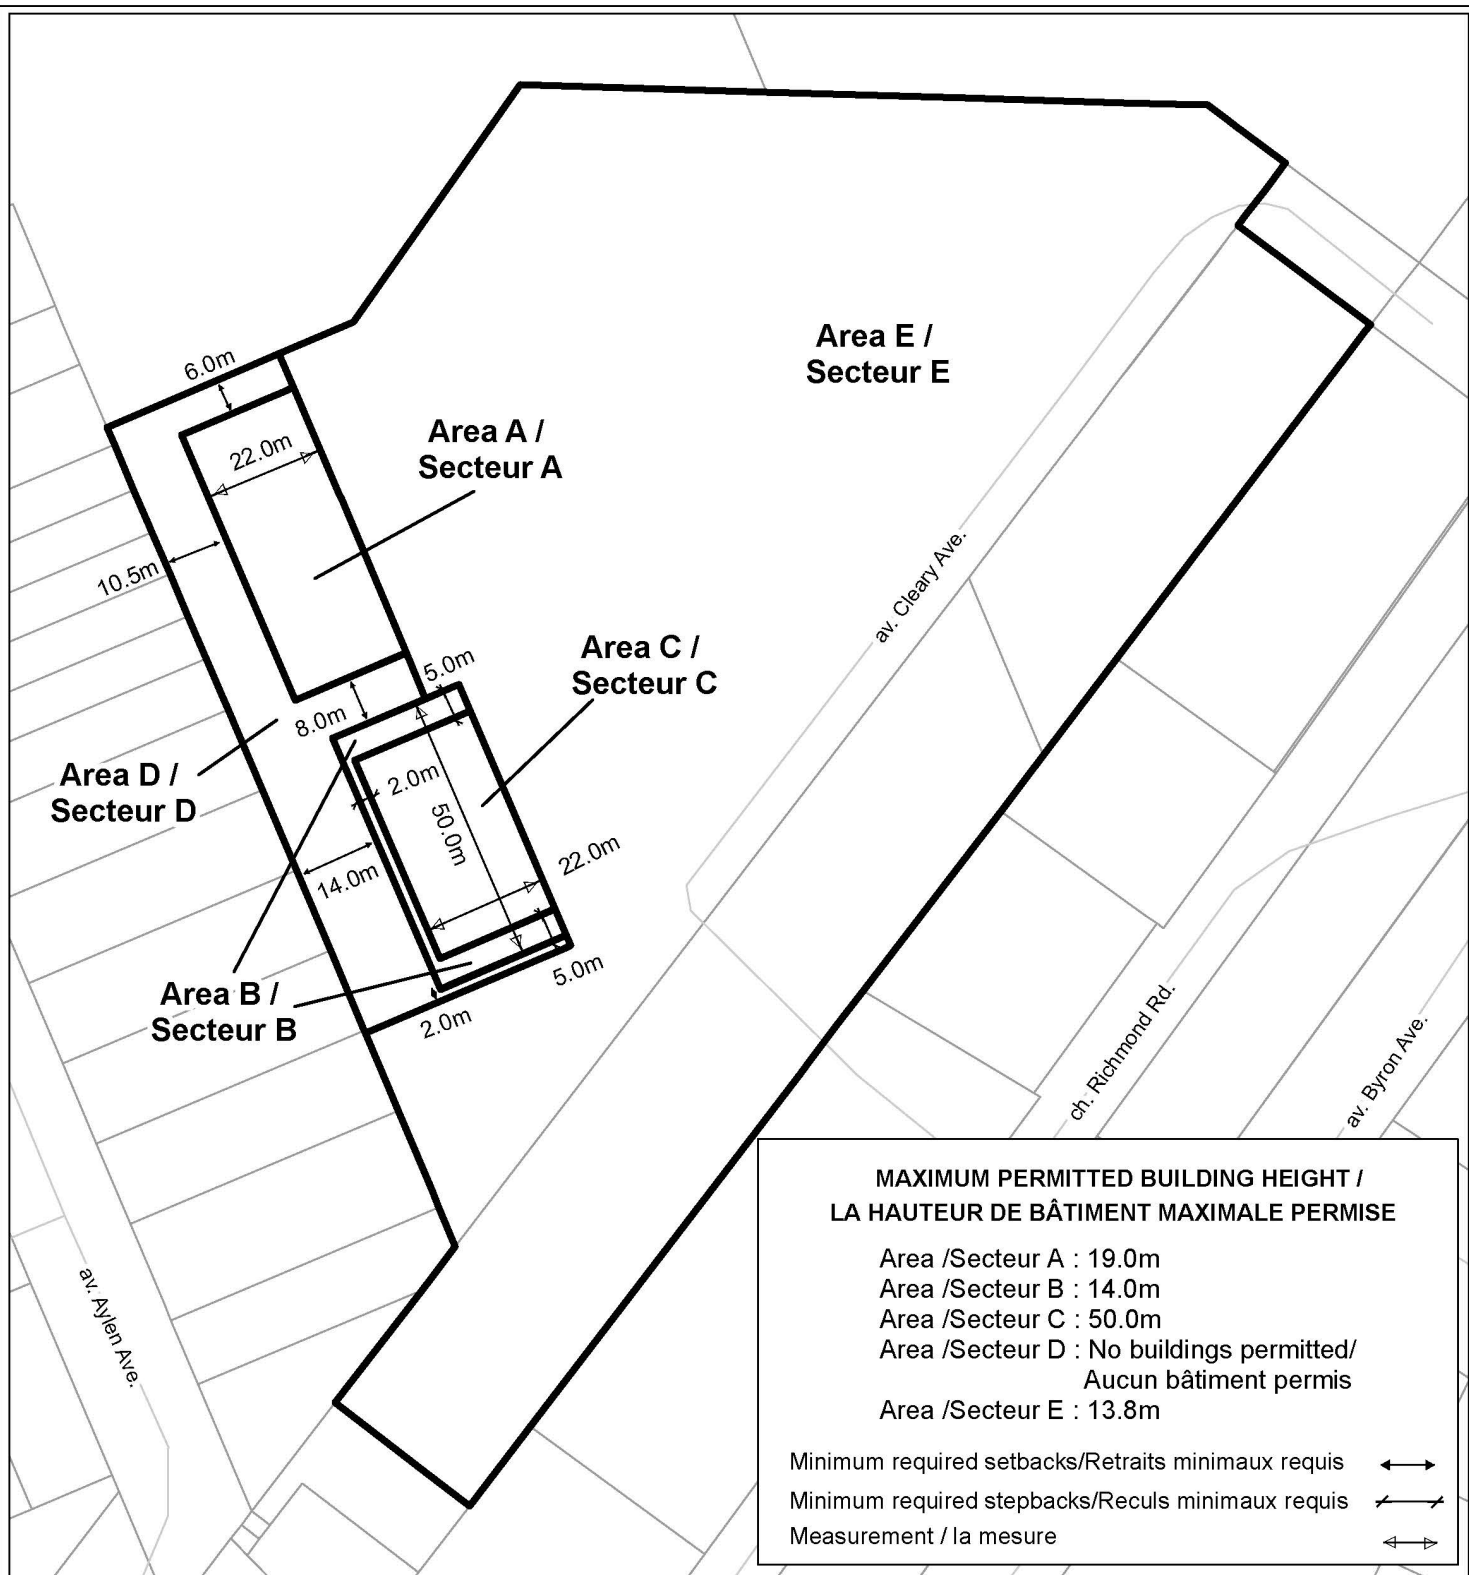 Area E /
Secteur E
6.0m
22.0m
Area A /
Secteur A
10.5m
av. Cleary Ave.
Area C /
Secteur C
5.0m
8.0m
Area D /
Secteur D
2.0m
50.0m
22.0m
14.0m
5.0m
Area B /
Secteur B
2.0m
ch. Richmond Rd.
av. Byron Ave.
av. Aylen Ave.
MAXIMUM PERMITTED BUILDING HEIGHT /
LA HAUTEUR DE BÂTIMENT MAXIMALE PERMISE
Area /Secteur A : 19.0m
Area /Secteur B : 14.0m
Area /Secteur C : 50.0m
Area /Secteur D : No buildings permitted/
Aucun bâtiment permis
Area /Secteur E : 13.8m
Minimum required setbacks/Retraits minimaux requis
Minimum required stepbacks/Reculs minimaux requis
Measurement / la mesure